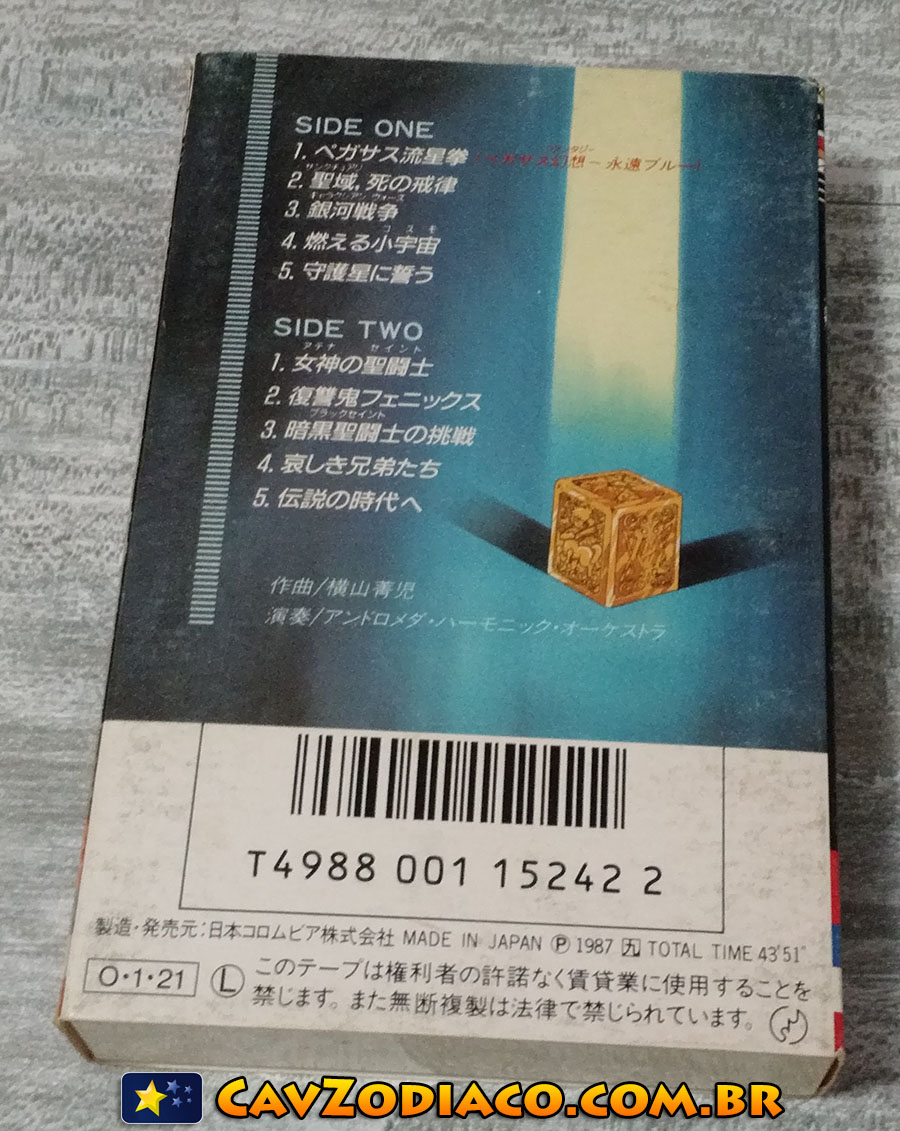 SIDE ONE
1. ペガサス流星拳 (ペガサス幻想〜永遠ブルー)
ファンタジー
サンクチュアリ
2. 聖域, 死の戒律
ギャラクシアン ウォーズ
3. 銀河戦争
コスモ
4. 燃える小宇宙
5. 守護星に誓う
SIDE TWO
アテナ セイント
1. 女神の聖闘士
2. 復讐鬼フェニックス
ブラックセイント
3. 暗黒聖闘士の挑戦
4. 哀しき兄弟たち
5. 伝説の時代へ
作曲/横山菁児
演奏/アンドロメダ・ハーモニック・オーケストラ
T4988 001 15242 2
製造・発売元:日本コロムビア株式会社 MADE IN JAPAN Ⓟ 1987 TOTAL TIME 43'51"
O・1・21 Ⓛ このテープは権利者の許諾なく賃貸業に使用することを
禁じます。また無断複製は法律で禁じられています。
CAVZODIACO.COM.BR